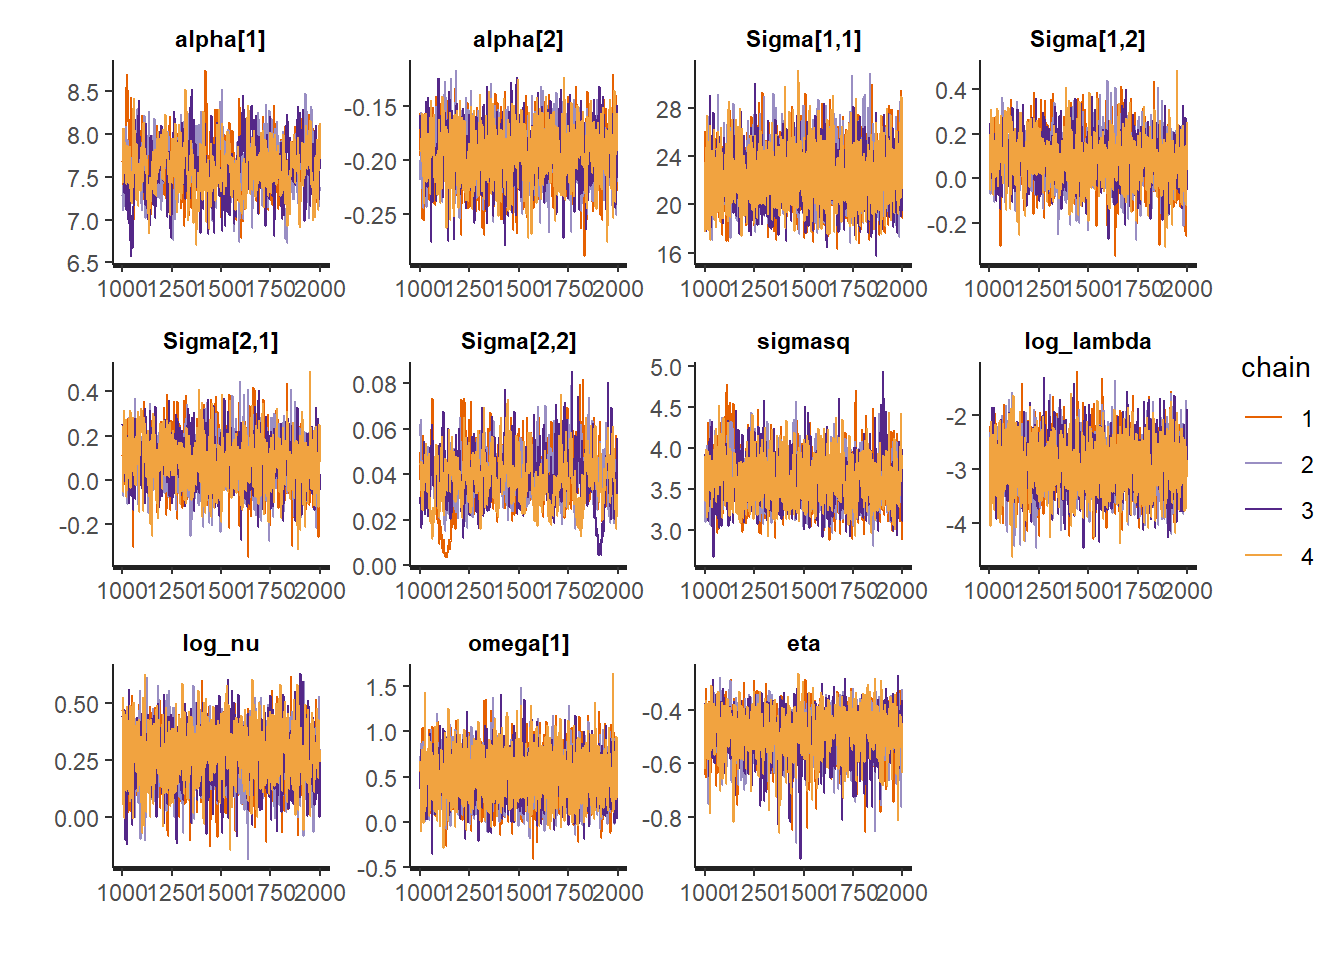 alpha[1] alpha[2] Sigma[1,1] Sigma[1,2]
8.5 8.0 7.5 7.0 6.5
-0.15 -0.20 -0.25
28 24 20 16
0.4 0.2 0.0 -0.2
1000 1250 1500 1750 2000 1000 1250 1500 1750 2000 1000 1250 1500 1750 2000 1000 1250 1500 1750 2000
Sigma[2,1] Sigma[2,2] sigmasq log_lambda
0.4 0.2 0.0 -0.2
0.08 0.06 0.04 0.02 0.00
5.0 4.5 4.0 3.5 3.0
-2 -3 -4
1000 1250 1500 1750 2000 1000 1250 1500 1750 2000 1000 1250 1500 1750 2000 1000 1250 1500 1750 2000
log_nu omega[1] eta
0.50 0.25 0.00
1.5 1.0 0.5 0.0 -0.5
-0.4 -0.6 -0.8
1000 1250 1500 1750 2000 1000 1250 1500 1750 2000 1000 1250 1500 1750 2000
chain
1
2
3
4